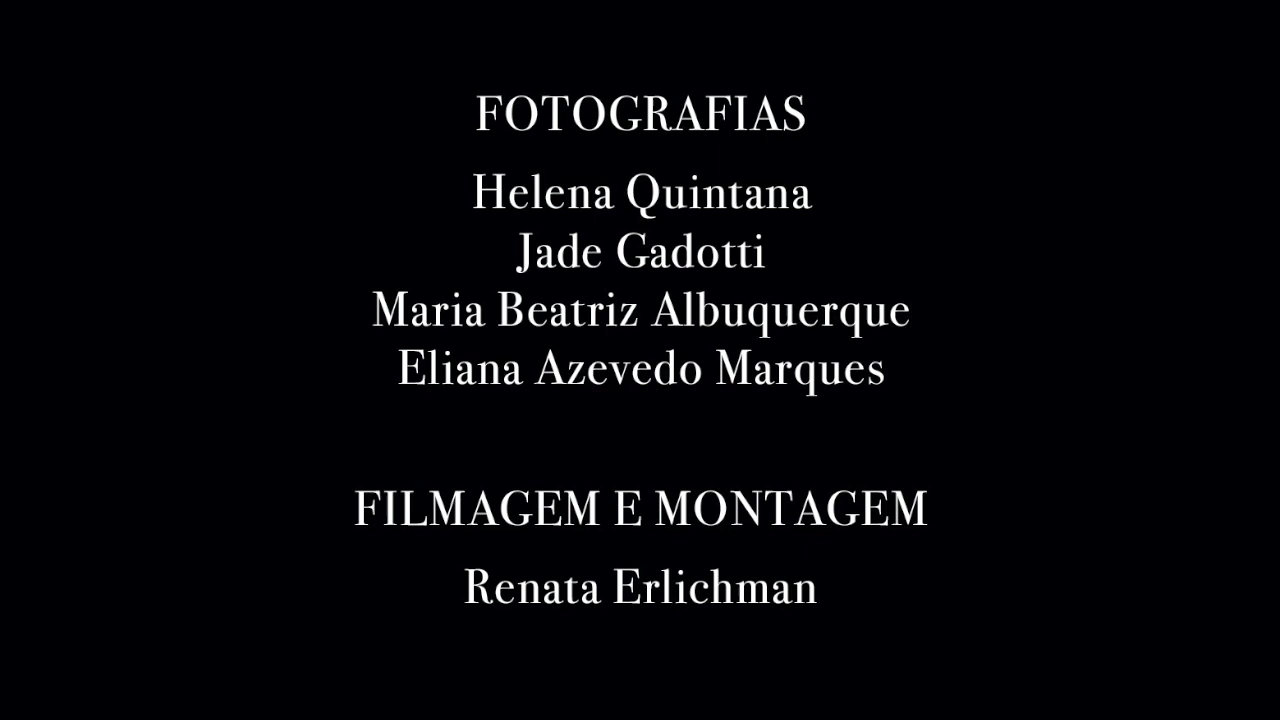 FOTOGRAFIAS
Helena Quintana
Jade Gadotti
Maria Beatriz Albuquerque
Eliana Azevedo Marques
FILMAGEM E MONTAGEM
Renata Erlichman